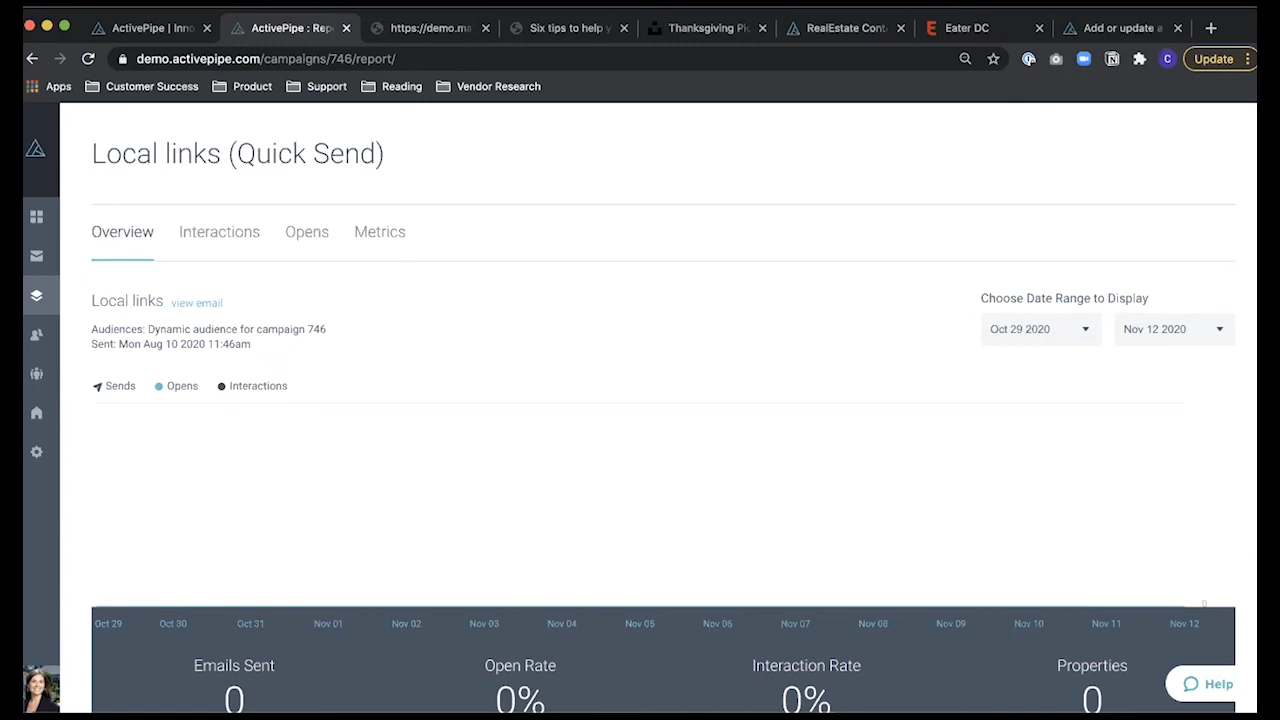 ActivePipe | Inno
ActivePipe : Rep
https://demo.ma
Six tips to help y
Thanksgiving Pic
RealEstate Cont
Eater DC
Add or update a
demo.activepipe.com/campaigns/746/report/
C
Update
Apps
Customer Success
Product
Support
Reading
Vendor Research
Local links (Quick Send)
Overview
Interactions
Opens
Metrics
Local links view email
Choose Date Range to Display
Audiences: Dynamic audience for campaign 746
Oct 29 2020
Nov 12 2020
Sent: Mon Aug 10 2020 11:46am
Sends
Opens
Interactions
0
Oct 29
Oct 30
Oct 31
Nov 01
Nov 02
Nov 03
Nov 04
Nov 05
Nov 06
Nov 07
Nov 08
Nov 09
Nov 10
Nov 11
Nov 12
Emails Sent
Open Rate
Interaction Rate
Properties
0
0%
0%
0
Help